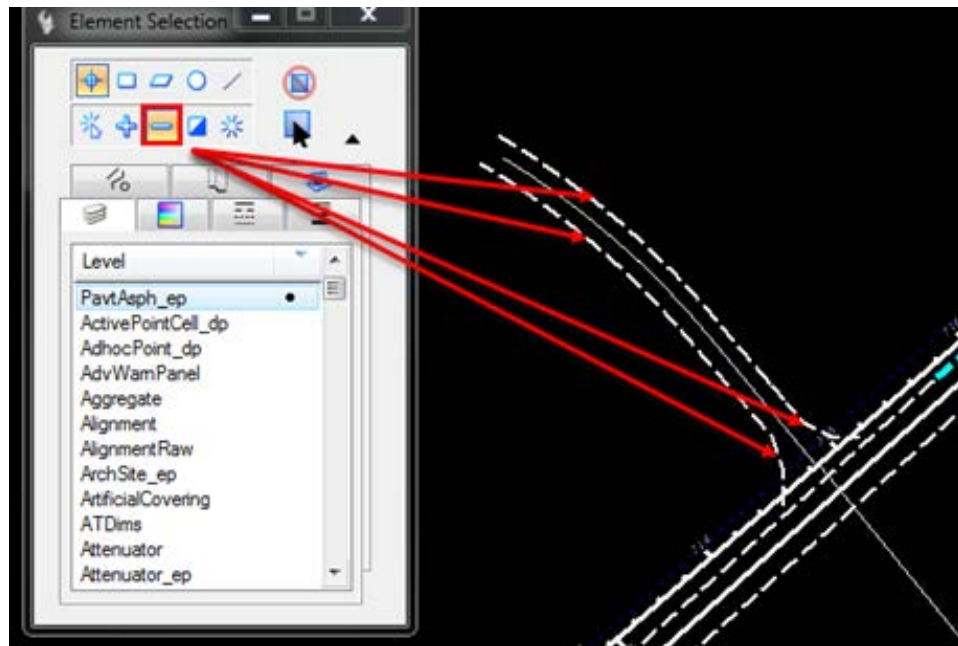 Element Selection
Level
PavtAsph_ep
ActivePointCell_dp
AdhocPoint_dp
AdvWarnPanel
Aggregate
Alignment
AlignmentRaw
ArchSite_ep
ArtificialCovering
ATDims
Attenuator
Attenuator_ep